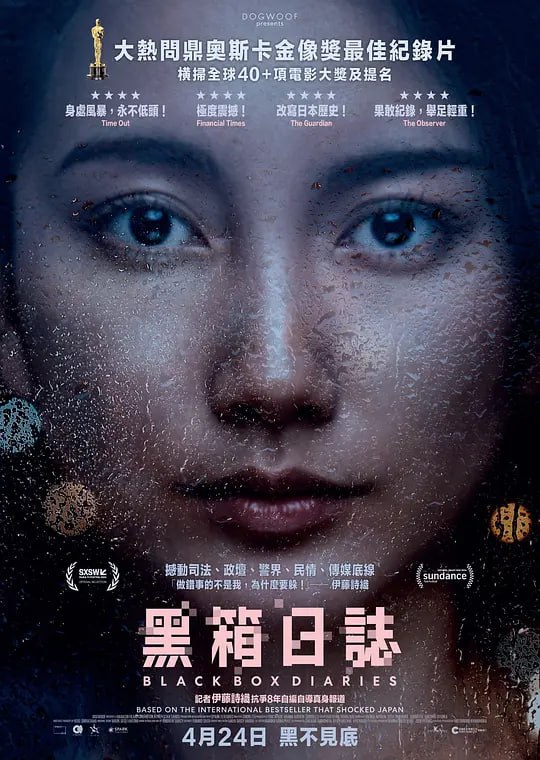 DOGWOOF
presents
大熱問鼎奧斯卡金像獎最佳紀錄片
橫掃全球40+項電影大獎及提名
★★★★ ★★★★ ★★★★ ★★★★
身處風暴,永不低頭! 極度震撼! 改寫日本歷史! 果敢紀錄,舉足輕重!
Time Out Financial Times The Guardian The Observer
撼動司法、政壇、警界、民情、傳媒底線
「做錯事的不是我,為什麼要躲!」——伊藤詩織
SXSW
sundance
黑箱日誌
BLACK BOX DIARIES
記者伊藤詩織抗爭8年自編自導真身報道
BASED ON THE INTERNATIONAL BESTSELLER THAT SHOCKED JAPAN
4月24日 黑不見底